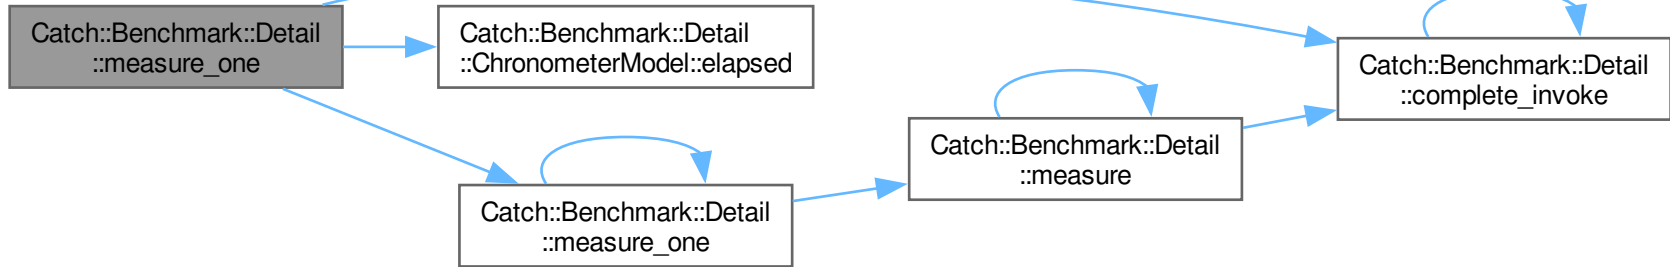 Catch::Benchmark::Detail
::measure_one
Catch::Benchmark::Detail
::ChronometerModel::elapsed
Catch::Benchmark::Detail
::measure_one
Catch::Benchmark::Detail
::measure
Catch::Benchmark::Detail
::complete_invoke